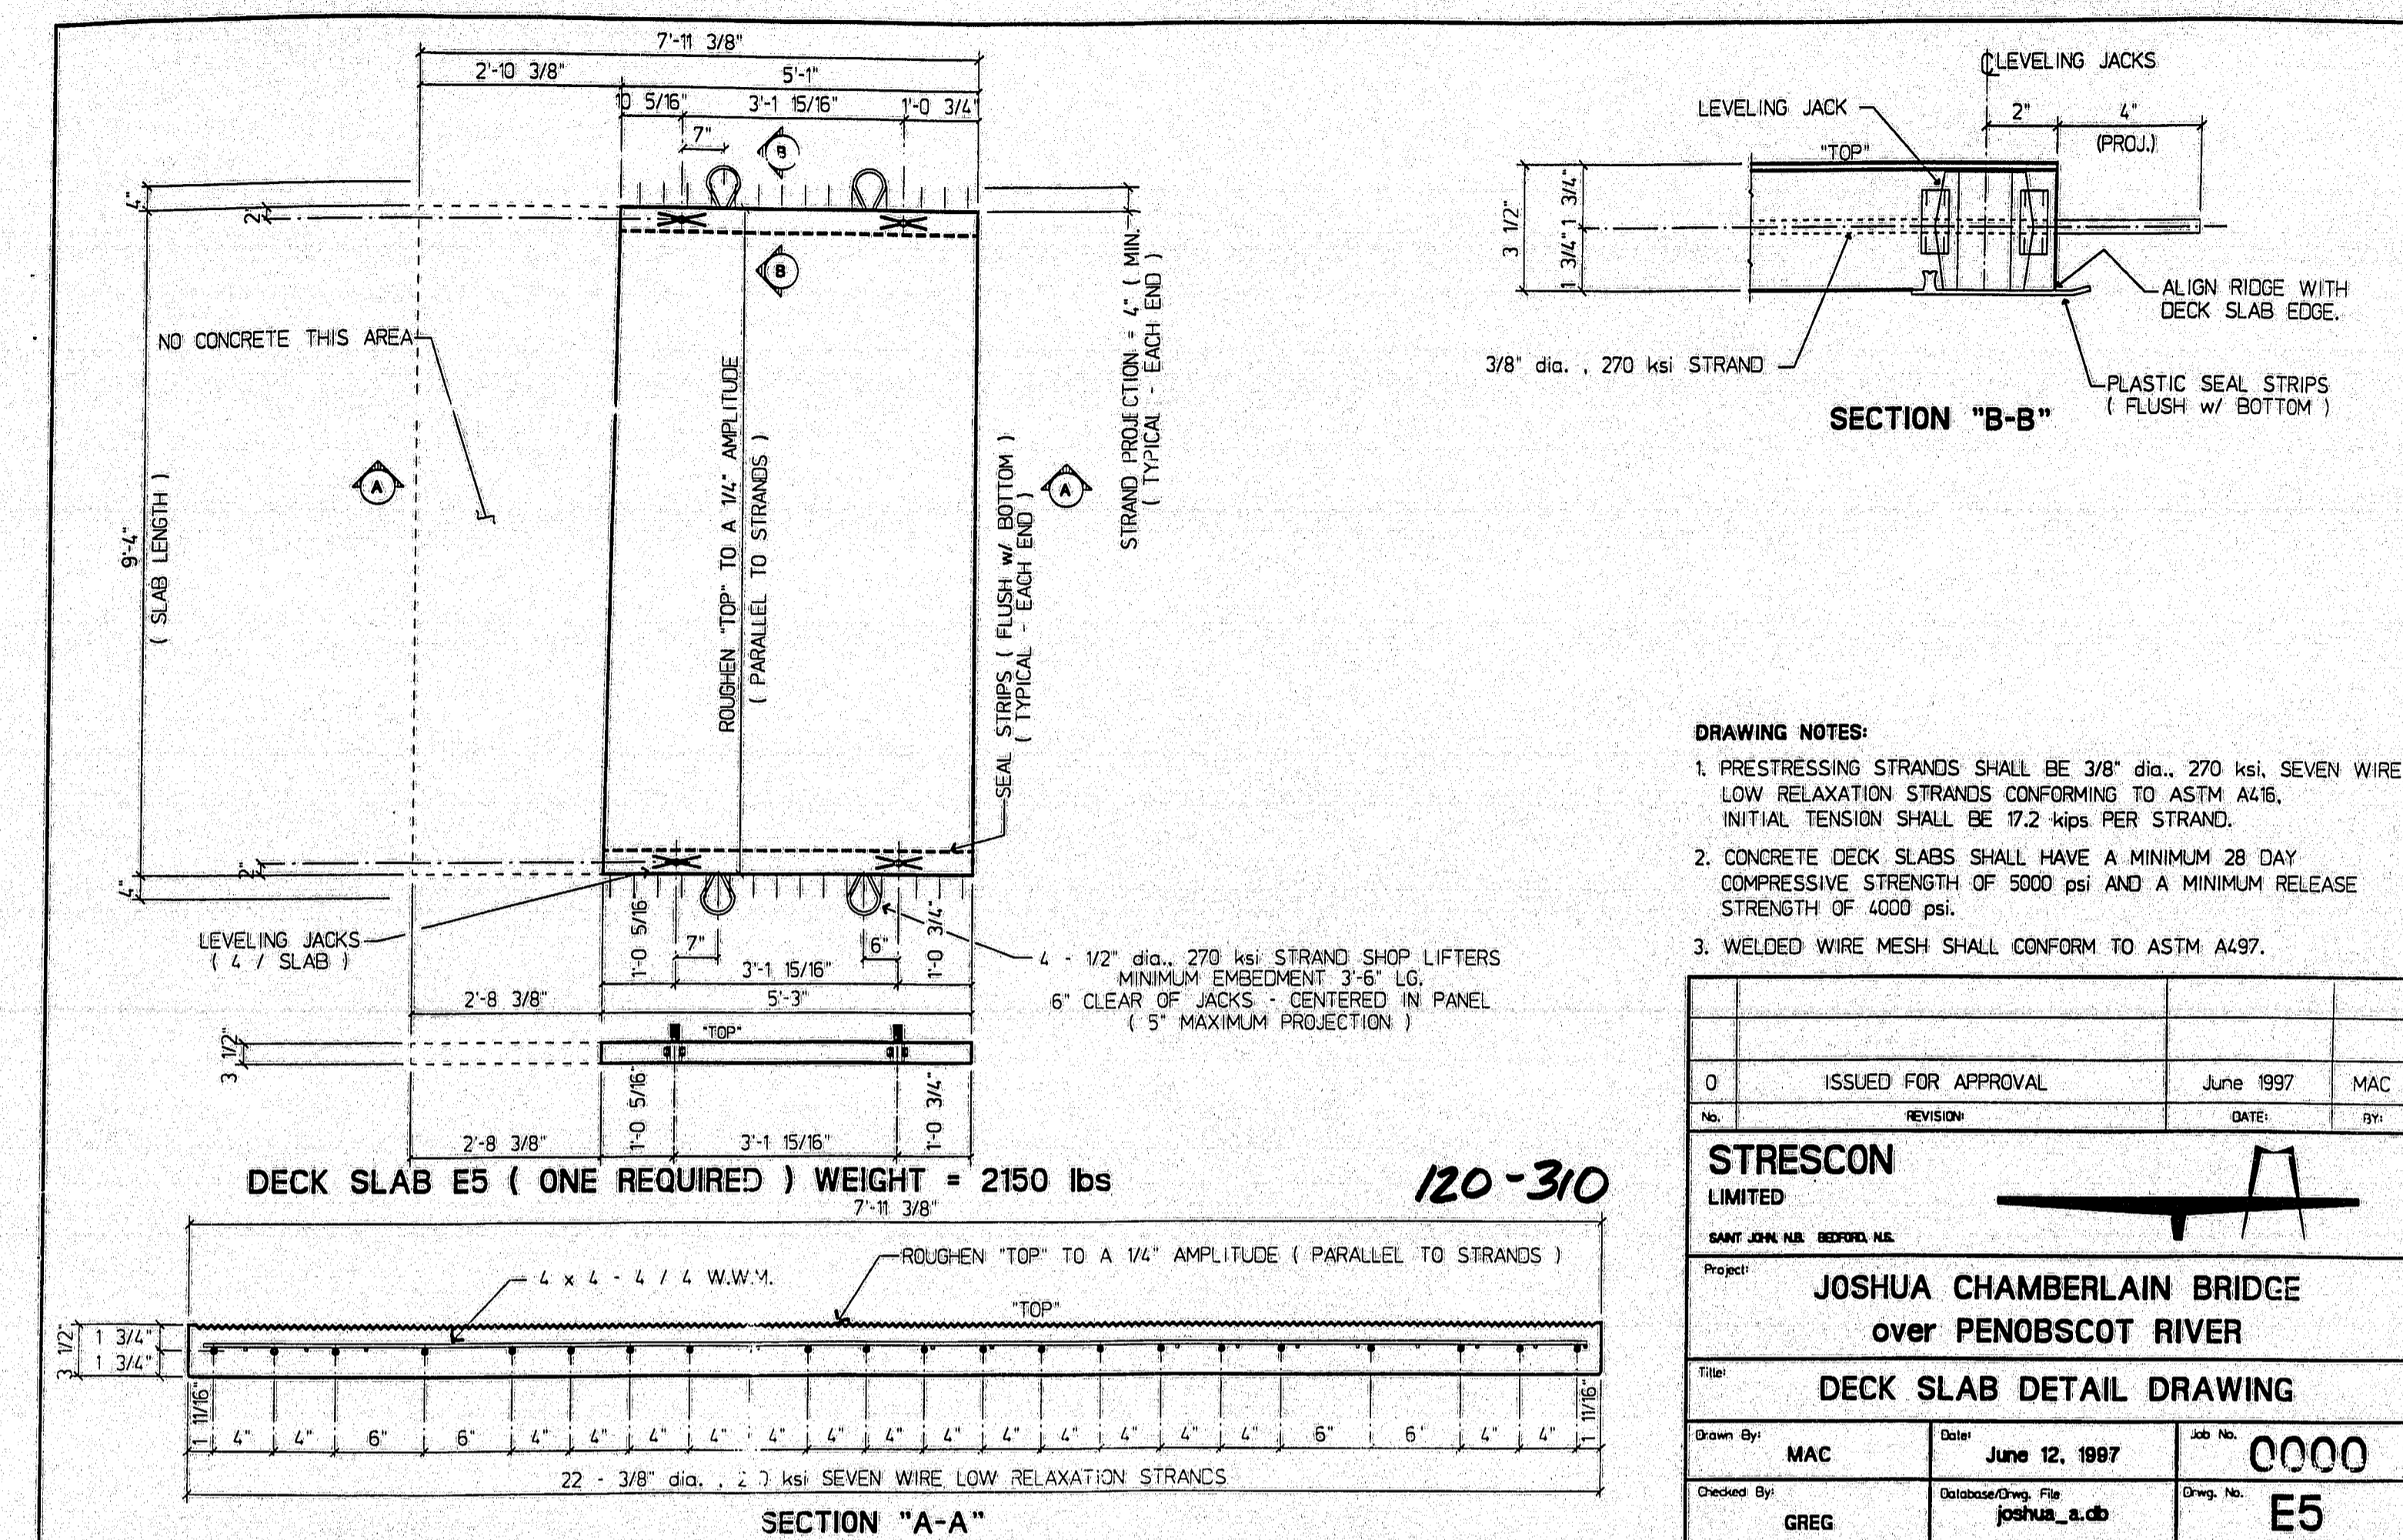 7'-11 3/8"
2'-10 3/8"
5'-1"
10 5/16"
3'-1 15/16"
1'-0 3/4"
7"
B
4"
2"
B
NO CONCRETE THIS AREA
A
9'-4"
( SLAB LENGTH )
ROUGHEN "TOP" TO A 1/4" AMPLITUDE
( PARALLEL TO STRANDS )
SEAL STRIPS ( FLUSH w/ BOTTOM )
( TYPICAL - EACH END )
A
STRAND PROJECTION = 4" ( MIN.
( TYPICAL - EACH END )
2"
4"
LEVELING JACKS
( 4 / SLAB )
1'-0 5/16"
7"
6"
1'-0 3/4"
3'-1 15/16"
2'-8 3/8"
5'-3"
4 - 1/2" dia., 270 ksi STRAND SHOP LIFTERS
MINIMUM EMBEDMENT 3'-6" LG.
6" CLEAR OF JACKS - CENTERED IN PANEL
( 5" MAXIMUM PROJECTION )
"TOP"
3 1/2"
1'-0 5/16"
1'-0 3/4"
2'-8 3/8"
3'-1 15/16"
DECK SLAB E5 ( ONE REQUIRED ) WEIGHT = 2150 lbs
120-310
7'-11 3/8"
ROUGHEN "TOP" TO A 1/4" AMPLITUDE ( PARALLEL TO STRANDS )
4 x 4 - 4 / 4 W.W.M.
"TOP"
3 1/2"
1 3/4"
1 3/4"
1 11/16"
4" 4" 6" 6" 4" 4" 4" 4" 4" 4" 4" 4" 4" 4" 4" 4" 4" 4" 6" 6" 4" 4"
1 11/16"
22 - 3/8" dia. , ksi SEVEN WIRE LOW RELAXATION STRANDS
SECTION "A-A"
℄ LEVELING JACKS
LEVELING JACK
2"
4"
(PROJ.)
"TOP"
3 1/2"
1 3/4"
1 3/4"
ALIGN RIDGE WITH
DECK SLAB EDGE.
3/8" dia. , 270 ksi STRAND
PLASTIC SEAL STRIPS
( FLUSH w/ BOTTOM )
SECTION "B-B"
DRAWING NOTES:
1. PRESTRESSING STRANDS SHALL BE 3/8" dia., 270 ksi, SEVEN WIRE
LOW RELAXATION STRANDS CONFORMING TO ASTM A416,
INITIAL TENSION SHALL BE 17.2 kips PER STRAND.
2. CONCRETE DECK SLABS SHALL HAVE A MINIMUM 28 DAY
COMPRESSIVE STRENGTH OF 5000 psi AND A MINIMUM RELEASE
STRENGTH OF 4000 psi.
3. WELDED WIRE MESH SHALL CONFORM TO ASTM A497.
0 ISSUED FOR APPROVAL June 1997 MAC
No. REVISION: DATE: BY:
STRESCON
LIMITED
SAINT JOHN, N.B. BEDFORD, N.S.
Project:
JOSHUA CHAMBERLAIN BRIDGE
over PENOBSCOT RIVER
Title:
DECK SLAB DETAIL DRAWING
Drawn By:
MAC
Date:
June 12, 1997
Job No.
0000
Checked By:
GREG
Database/Drwg. File
joshua_a.db
Drwg. No.
E5